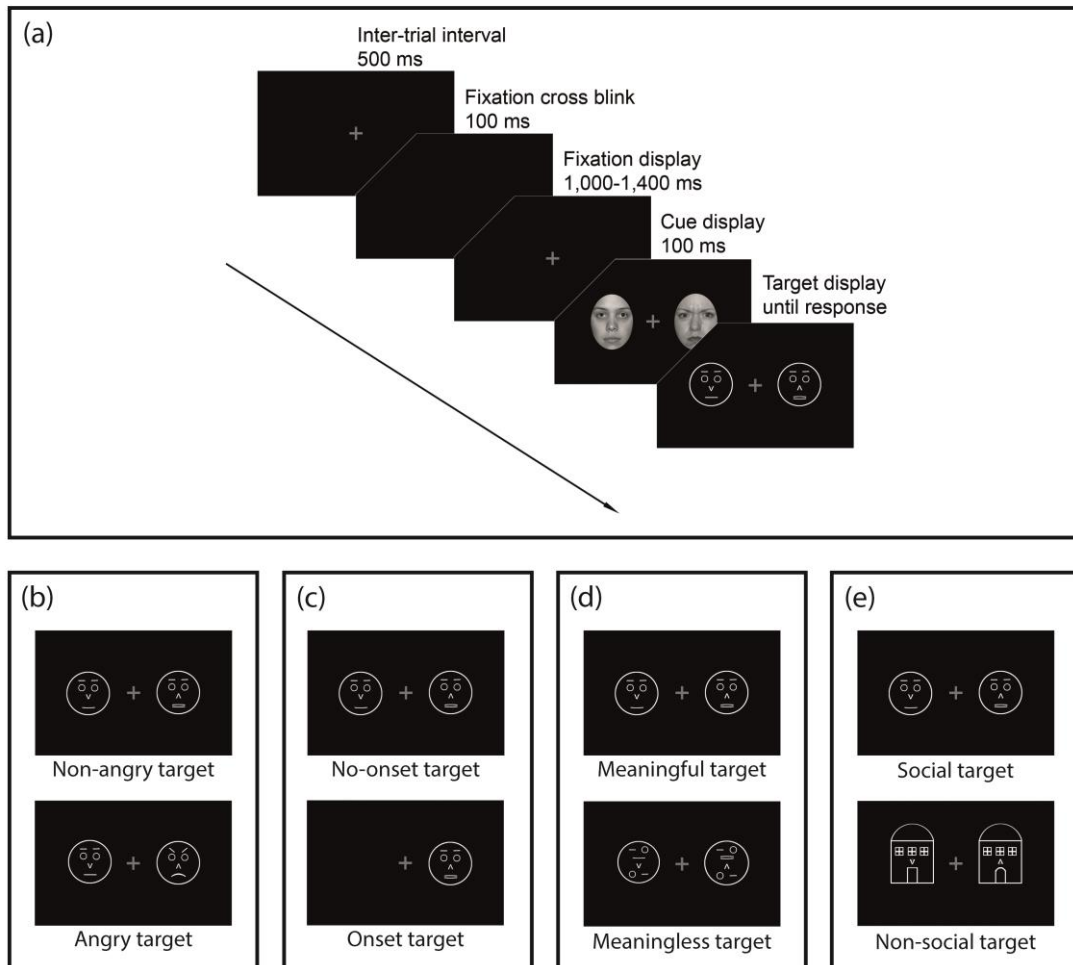 (a)
Inter-trial interval
500 ms
Fixation cross blink
100 ms
Fixation display
1,000-1,400 ms
Cue display
100 ms
Target display
until response
(b)
Non-angry target
Angry target
(c)
No-onset target
Onset target
(d)
Meaningful target
Meaningless target
(e)
Social target
Non-social target